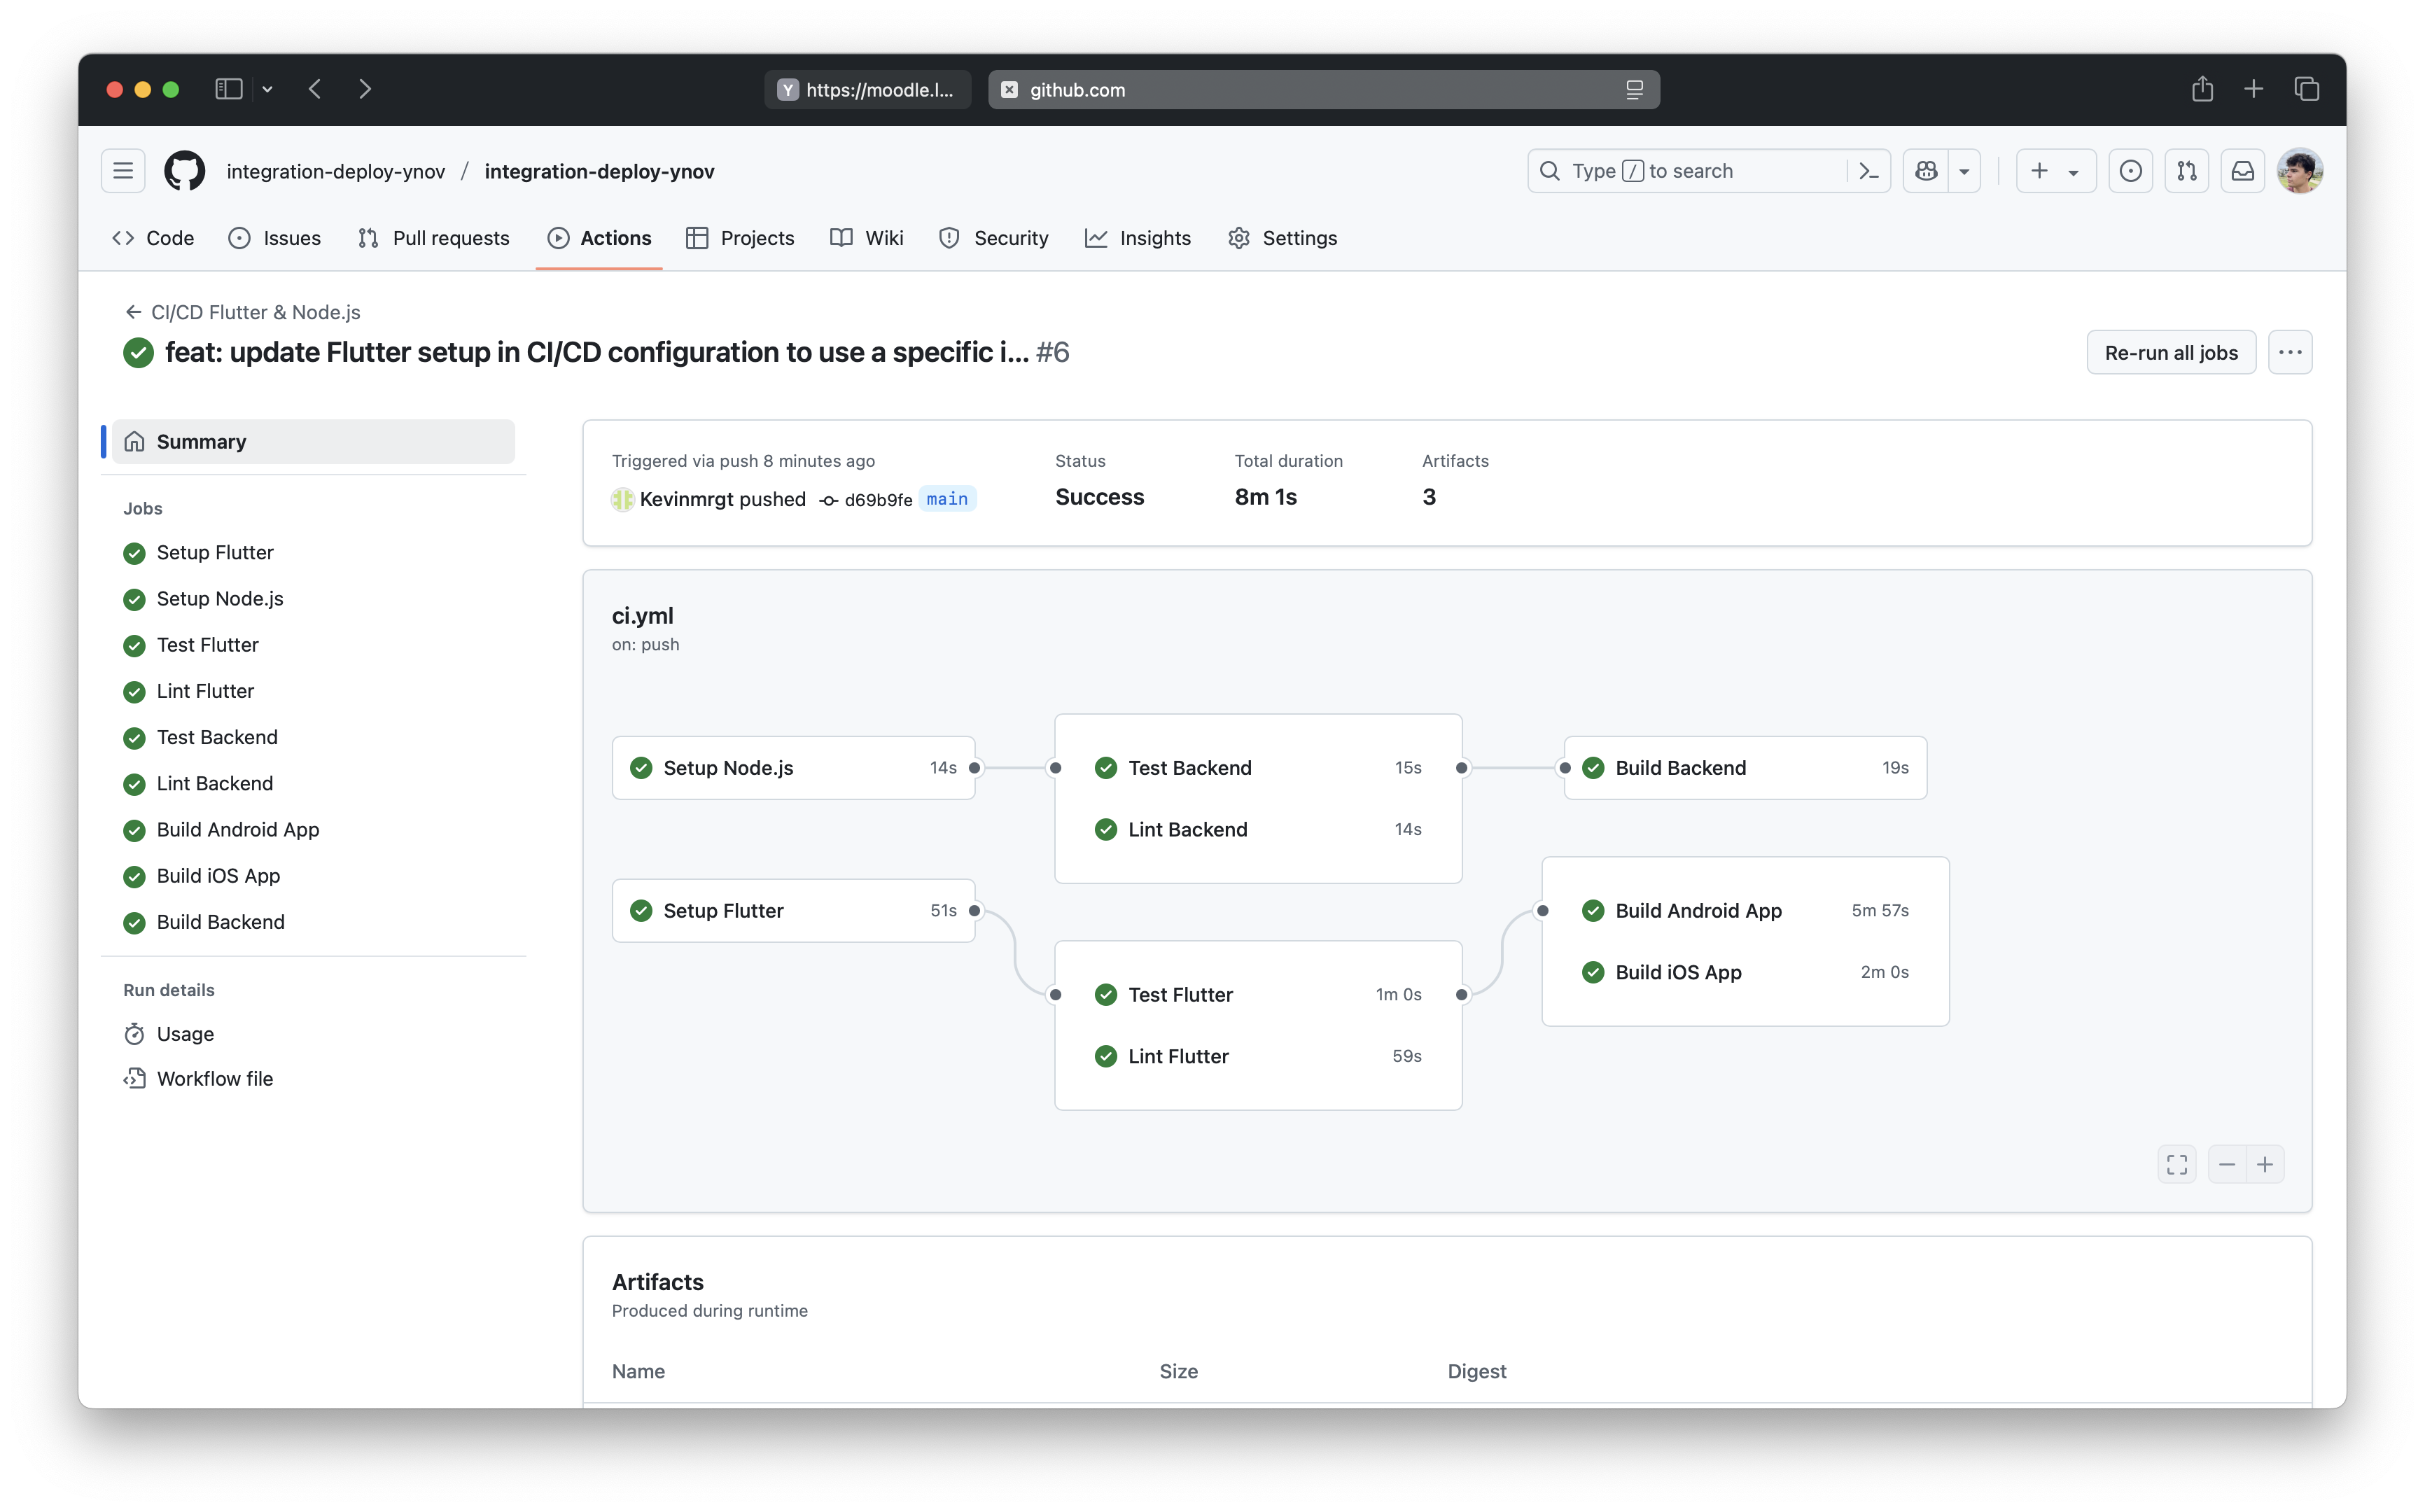 Y https://moodle.l...
github.com
integration-deploy-ynov / integration-deploy-ynov
Type / to search
Code
Issues
Pull requests
Actions
Projects
Wiki
Security
Insights
Settings
CI/CD Flutter & Node.js
feat: update Flutter setup in CI/CD configuration to use a specific i... #6
Re-run all jobs
Summary
Jobs
Setup Flutter
Setup Node.js
Test Flutter
Lint Flutter
Test Backend
Lint Backend
Build Android App
Build iOS App
Build Backend
Run details
Usage
Workflow file
Triggered via push 8 minutes ago
Kevinmrgt pushed d69b9fe main
Status
Success
Total duration
8m 1s
Artifacts
3
ci.yml
on: push
Setup Node.js 14s
Test Backend 15s
Lint Backend 14s
Build Backend 19s
Setup Flutter 51s
Test Flutter 1m 0s
Lint Flutter 59s
Build Android App 5m 57s
Build iOS App 2m 0s
Artifacts
Produced during runtime
Name Size Digest